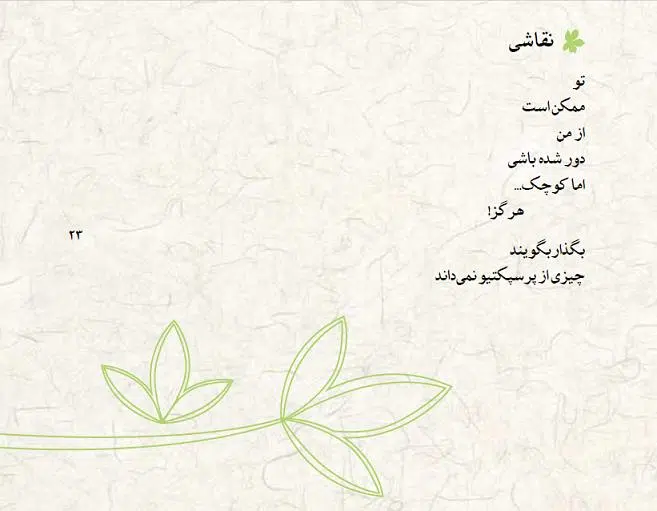 نقاشی
تو
ممکن است
از من
دور شده باشی
اما کوچک...
هرگز!
بگذار بگویند
چیزی از پرسپکتیو نمی‌داند
۲۳